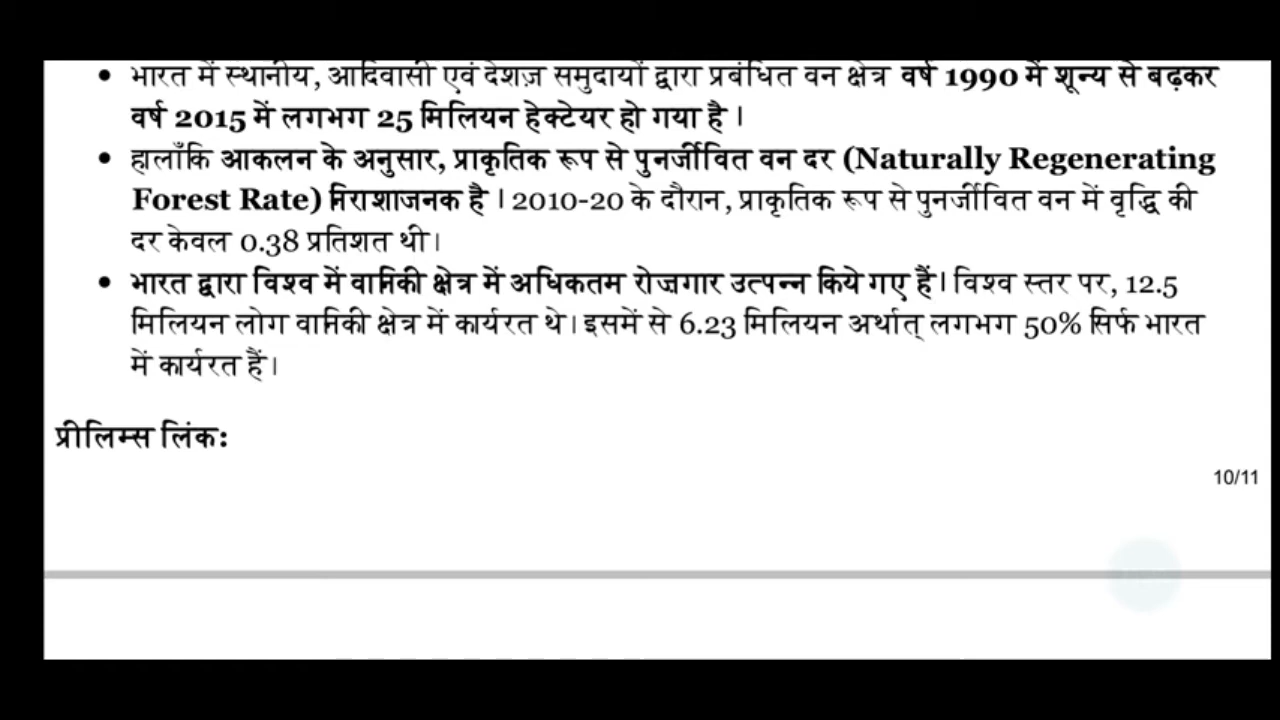 • भारत में स्थानीय, आदिवासी एवं देशज़ समुदायों द्वारा प्रबंधित वन क्षेत्र वर्ष 1990 में शून्य से बढ़कर
वर्ष 2015 में लगभग 25 मिलियन हेक्टेयर हो गया है ।
• हालाँकि आकलन के अनुसार, प्राकृतिक रूप से पुनर्जीवित वन दर (Naturally Regenerating
Forest Rate) निराशाजनक है । 2010-20 के दौरान, प्राकृतिक रूप से पुनर्जीवित वन में वृद्धि की
दर केवल 0.38 प्रतिशत थी।
• भारत द्वारा विश्व में वानिकी क्षेत्र में अधिकतम रोजगार उत्पन्न किये गए हैं। विश्व स्तर पर, 12.5
मिलियन लोग वानिकी क्षेत्र में कार्यरत थे। इसमें से 6.23 मिलियन अर्थात् लगभग 50% सिर्फ भारत
में कार्यरत हैं।
प्रीलिम्स लिंक:
10/11